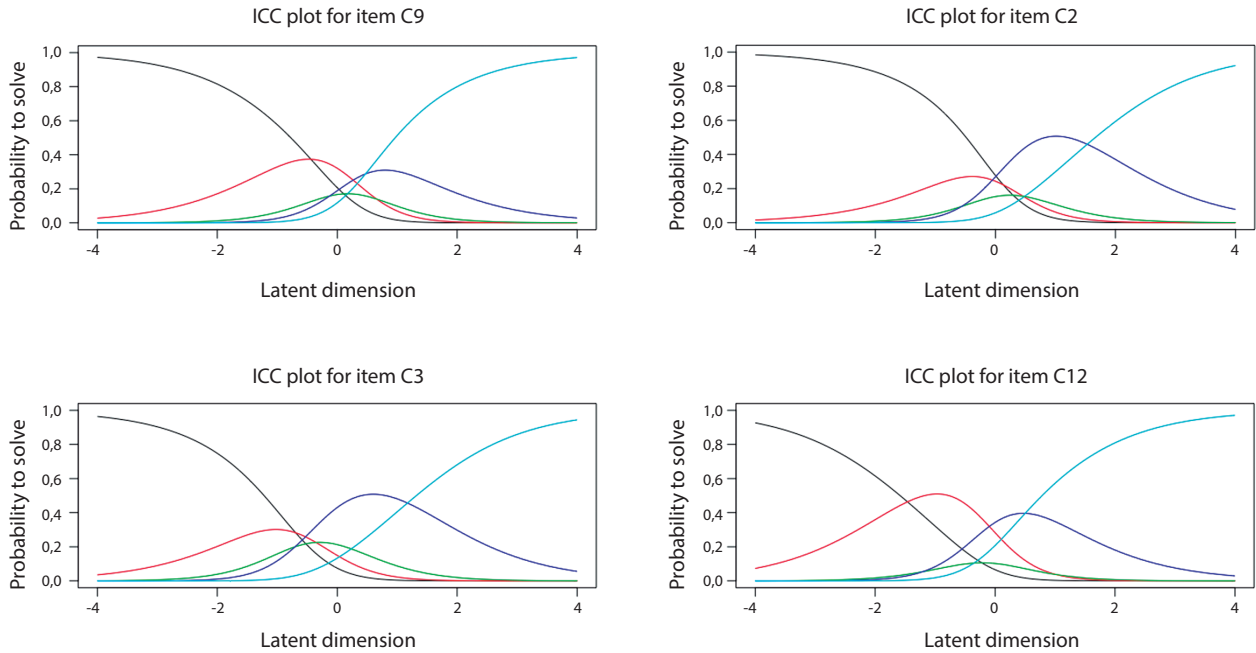 ICC plot for item C9
Probability to solve
1,0
0,8
0,6
0,4
0,2
0,0
-4 -2 0 2 4
Latent dimension
ICC plot for item C2
Probability to solve
1,0
0,8
0,6
0,4
0,2
0,0
-4 -2 0 2 4
Latent dimension
ICC plot for item C3
Probability to solve
1,0
0,8
0,6
0,4
0,2
0,0
-4 -2 0 2 4
Latent dimension
ICC plot for item C12
Probability to solve
1,0
0,8
0,6
0,4
0,2
0,0
-4 -2 0 2 4
Latent dimension